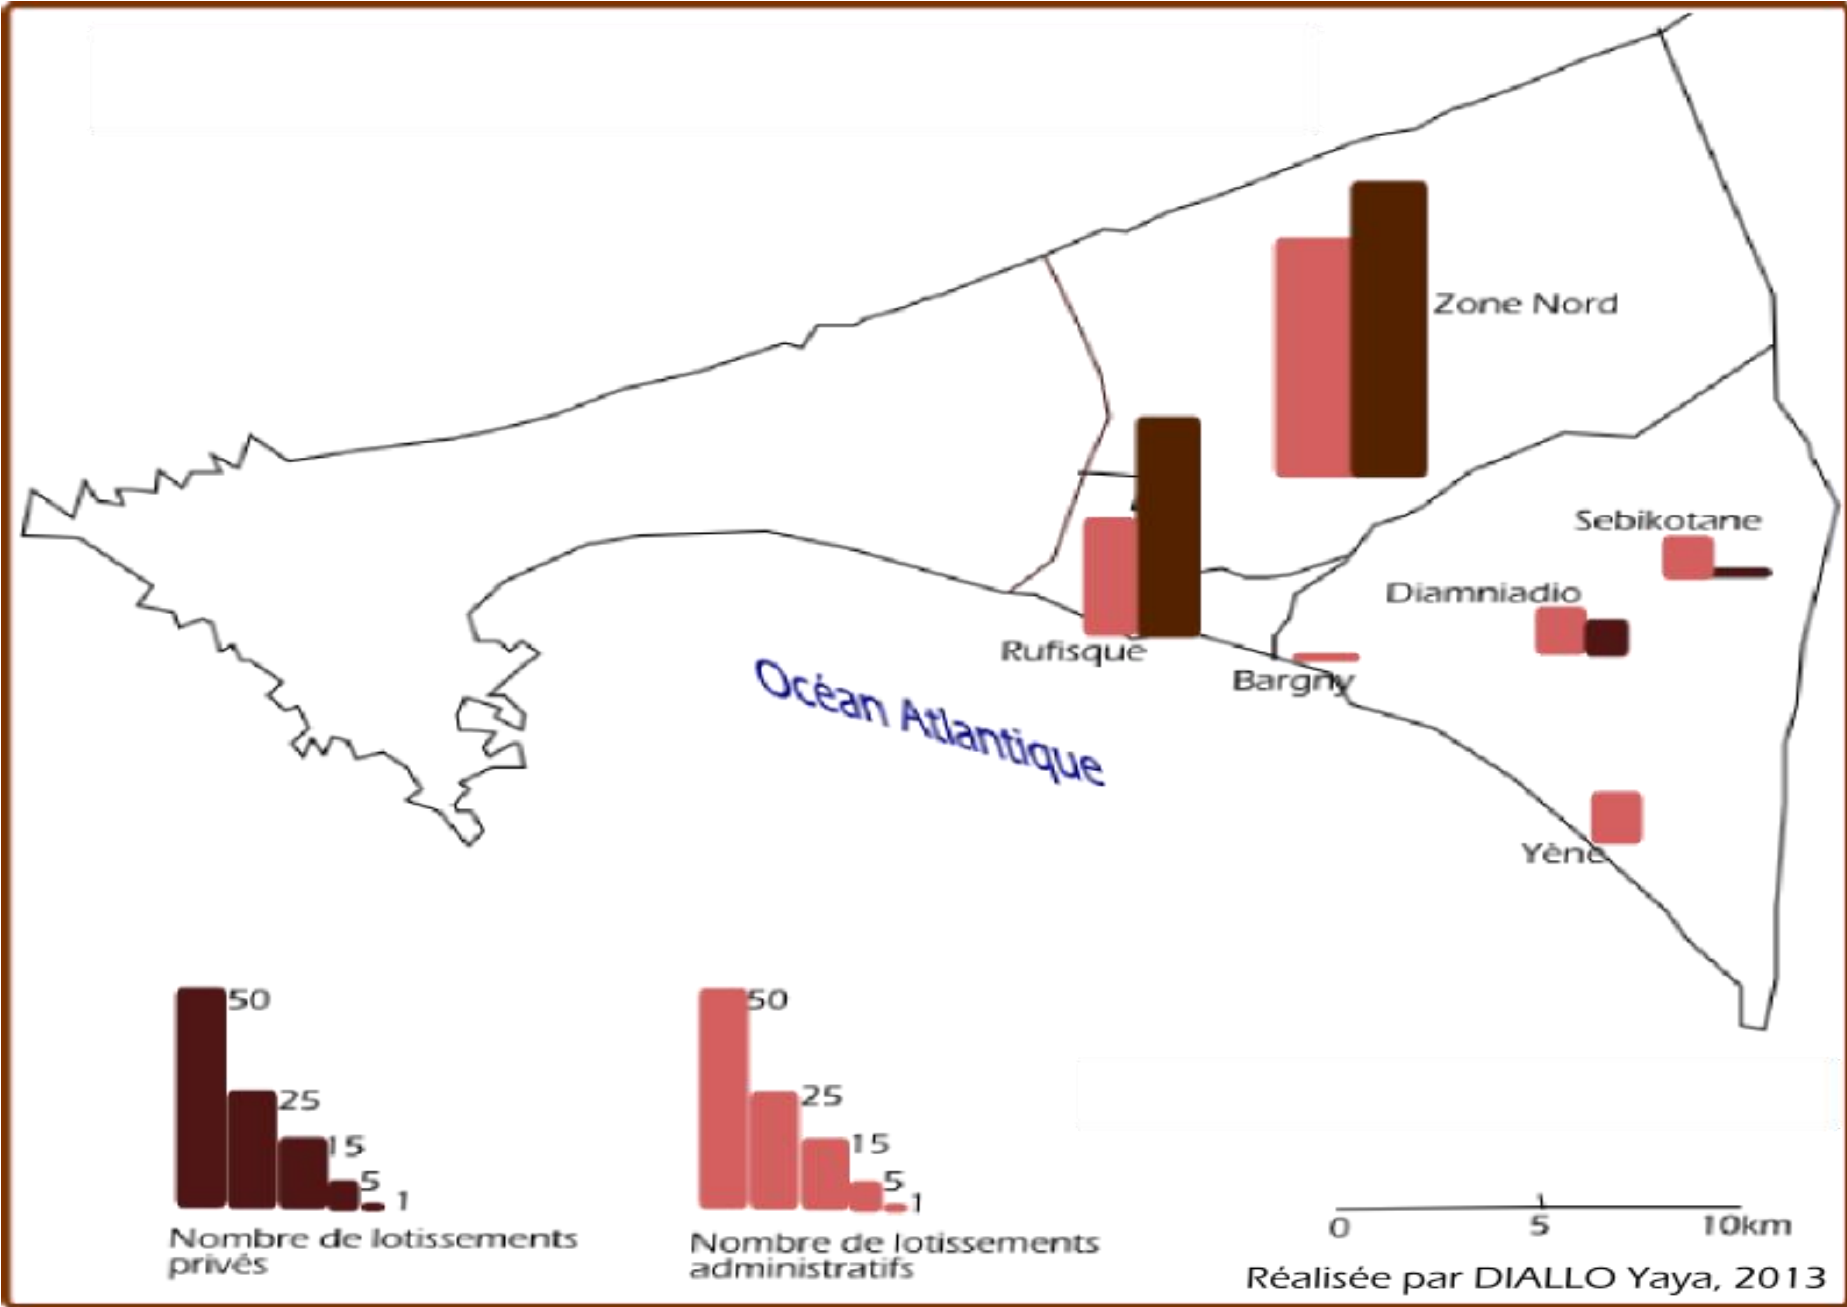 Zone Nord
Sebikotane
Diamniadio
Rufisque
Bargny
Océan Atlantique
Yène
50
25
15
5
1
Nombre de lotissements
privés
50
25
15
5
1
Nombre de lotissements
administratifs
0 5 10km
Réalisée par DIALLO Yaya, 2013